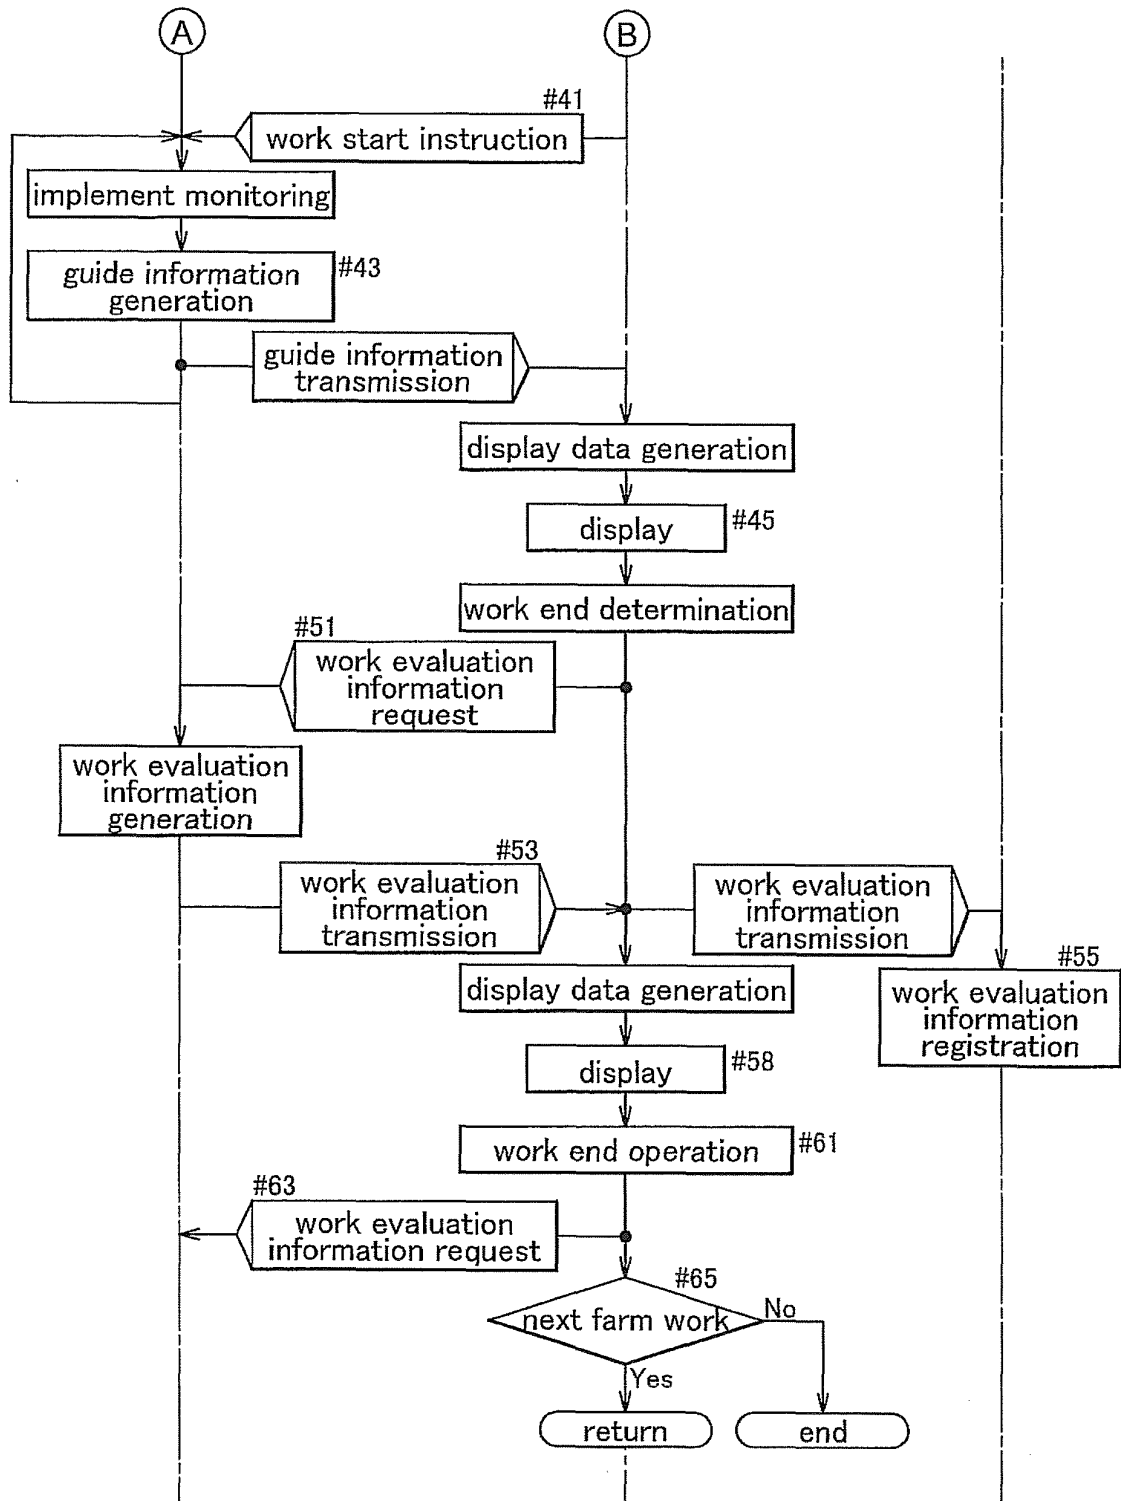 A
B
#41
work start instruction
implement monitoring
guide information
generation
#43
guide information
transmission
display data generation
display
#45
work end determination
#51
work evaluation
information
request
work evaluation
information
generation
#53
work evaluation
information
transmission
work evaluation
information
transmission
#55
work evaluation
information
registration
display data generation
display
#58
work end operation
#61
#63
work evaluation
information request
#65
next farm work
No
Yes
return
end